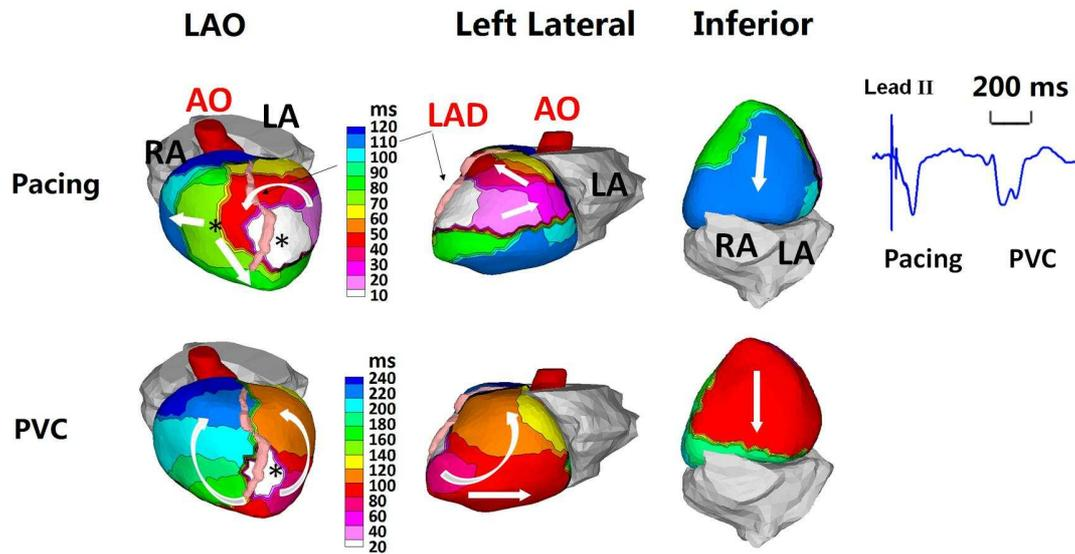 LAO
Left Lateral
Inferior
AO
LA
RA
ms
120
110
100
90
80
70
60
50
40
30
20
10
LAD
AO
LA
RA
LA
Lead II
200 ms
Pacing
PVC
Pacing
*
*
PVC
ms
240
220
200
180
160
140
120
100
80
60
40
20
*